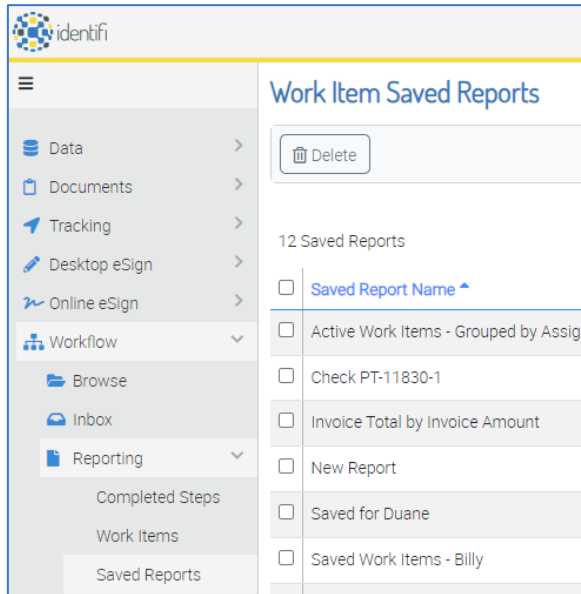 identifi
Work Item Saved Reports
Delete
Data
Documents
Tracking
Desktop eSign
Online eSign
Workflow
Browse
Inbox
Reporting
Completed Steps
Work Items
Saved Reports
12 Saved Reports
Saved Report Name
Active Work Items - Grouped by Assig
Check PT-11830-1
Invoice Total by Invoice Amount
New Report
Saved for Duane
Saved Work Items - Billy